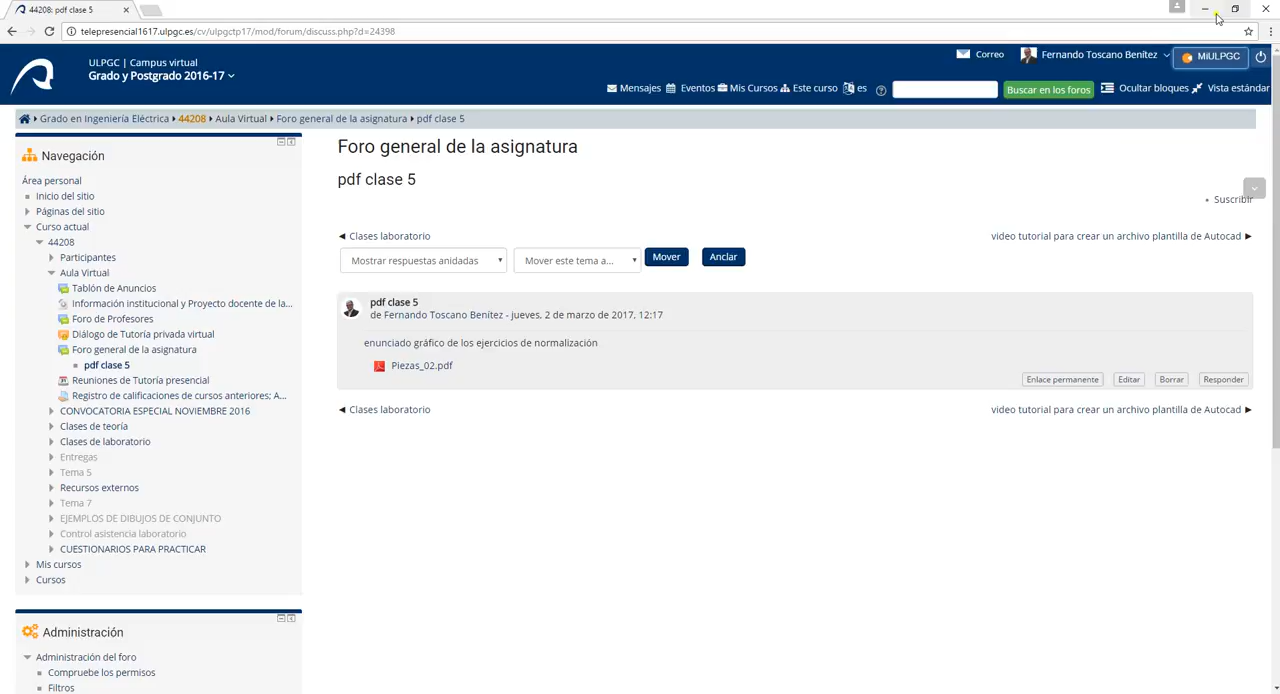 44208: pdf clase 5
telepresencial1617.ulpgc.es/cv/ulpgctp17/mod/forum/discuss.php?d=24398
ULPGC | Campus virtual
Grado y Postgrado 2016-17
Correo
Fernando Toscano Benítez
MiULPGC
Mensajes Eventos Mis Cursos Este curso es
Buscar en los foros
Ocultar bloques Vista estándar
Grado en Ingeniería Eléctrica 44208 Aula Virtual Foro general de la asignatura pdf clase 5
Navegación
Área personal
Inicio del sitio
Páginas del sitio
Curso actual
44208
Participantes
Aula Virtual
Tablón de Anuncios
Información institucional y Proyecto docente de la...
Foro de Profesores
Diálogo de Tutoría privada virtual
Foro general de la asignatura
pdf clase 5
Reuniones de Tutoría presencial
Registro de calificaciones de cursos anteriores; A...
CONVOCATORIA ESPECIAL NOVIEMBRE 2016
Clases de teoría
Clases de laboratorio
Entregas
Tema 5
Recursos externos
Tema 7
EJEMPLOS DE DIBUJOS DE CONJUNTO
Control asistencia laboratorio
CUESTIONARIOS PARA PRACTICAR
Mis cursos
Cursos
Administración
Administración del foro
Compruebe los permisos
Filtros
Foro general de la asignatura
pdf clase 5
Suscribir
◄ Clases laboratorio
video tutorial para crear un archivo plantilla de Autocad ►
Mostrar respuestas anidadas
Mover este tema a...
Mover
Anclar
pdf clase 5
de Fernando Toscano Benítez - jueves, 2 de marzo de 2017, 12:17
enunciado gráfico de los ejercicios de normalización
Piezas_02.pdf
Enlace permanente Editar Borrar Responder
◄ Clases laboratorio
video tutorial para crear un archivo plantilla de Autocad ►